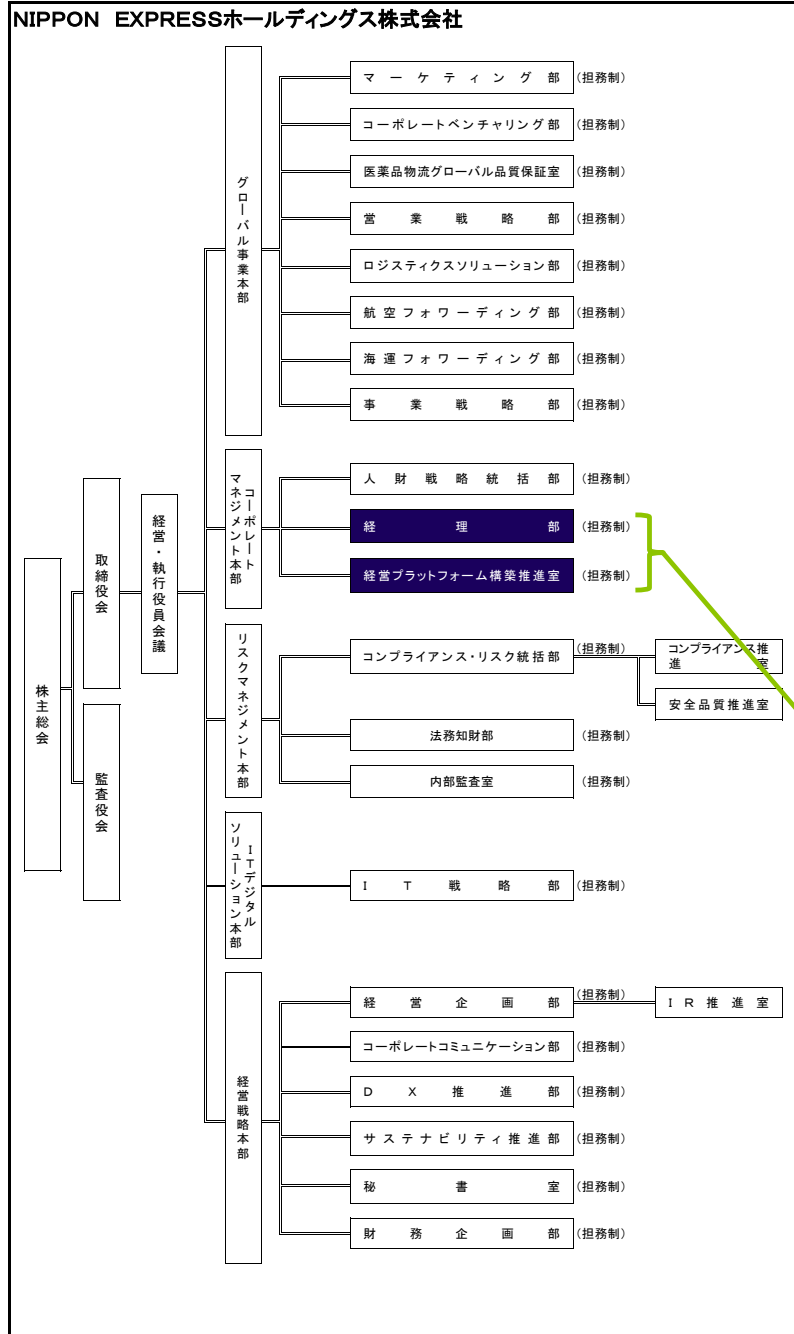 NIPPON　EXPRESSホールディングス株式会社
株主総会
取締役会
監査役会
経営・執行役員会議
グローバル事業本部
マーケティング部
(担務制)
コーポレートベンチャリング部
(担務制)
医薬品物流グローバル品質保証室
(担務制)
営業戦略部
(担務制)
ロジスティクスソリューション部
(担務制)
航空フォワーディング部
(担務制)
海運フォワーディング部
(担務制)
事業戦略部
(担務制)
コーポレート
マネジメント本部
人財戦略統括部
(担務制)
経理部
(担務制)
経営プラットフォーム構築推進室
(担務制)
リスクマネジメント本部
コンプライアンス・リスク統括部
(担務制)
コンプライアンス推
進室
安全品質推進室
法務知財部
(担務制)
内部監査室
(担務制)
ITデジタル
ソリューション本部
IT戦略部
(担務制)
経営戦略本部
経営企画部
(担務制)
IR推進室
コーポレートコミュニケーション部
(担務制)
DX推進部
(担務制)
サステナビリティ推進部
(担務制)
秘書室
(担務制)
財務企画部
(担務制)